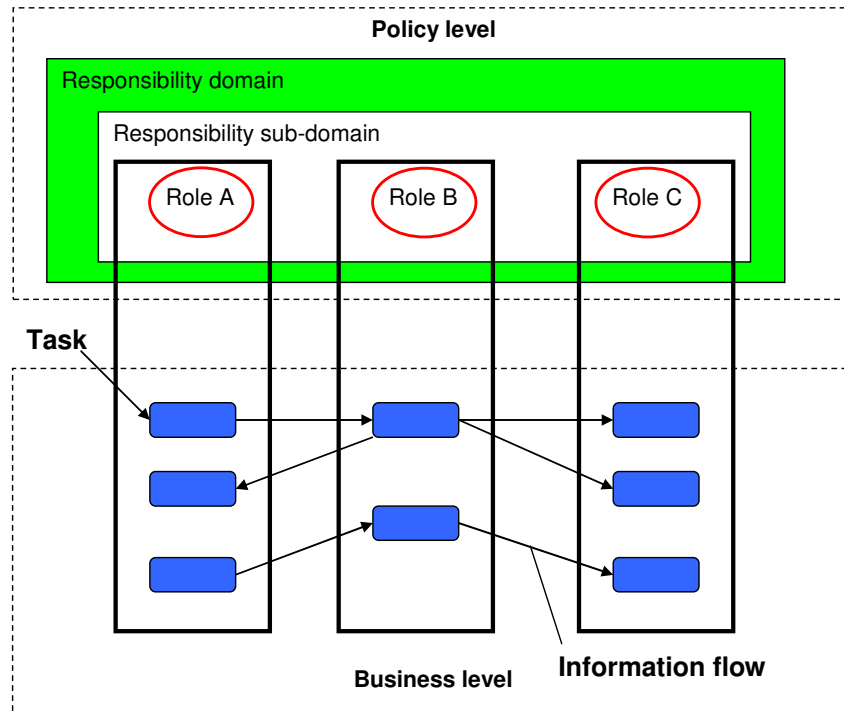 Policy level
Responsibility domain
Responsibility sub-domain
Role A
Role B
Role C
Task
Information flow
Business level